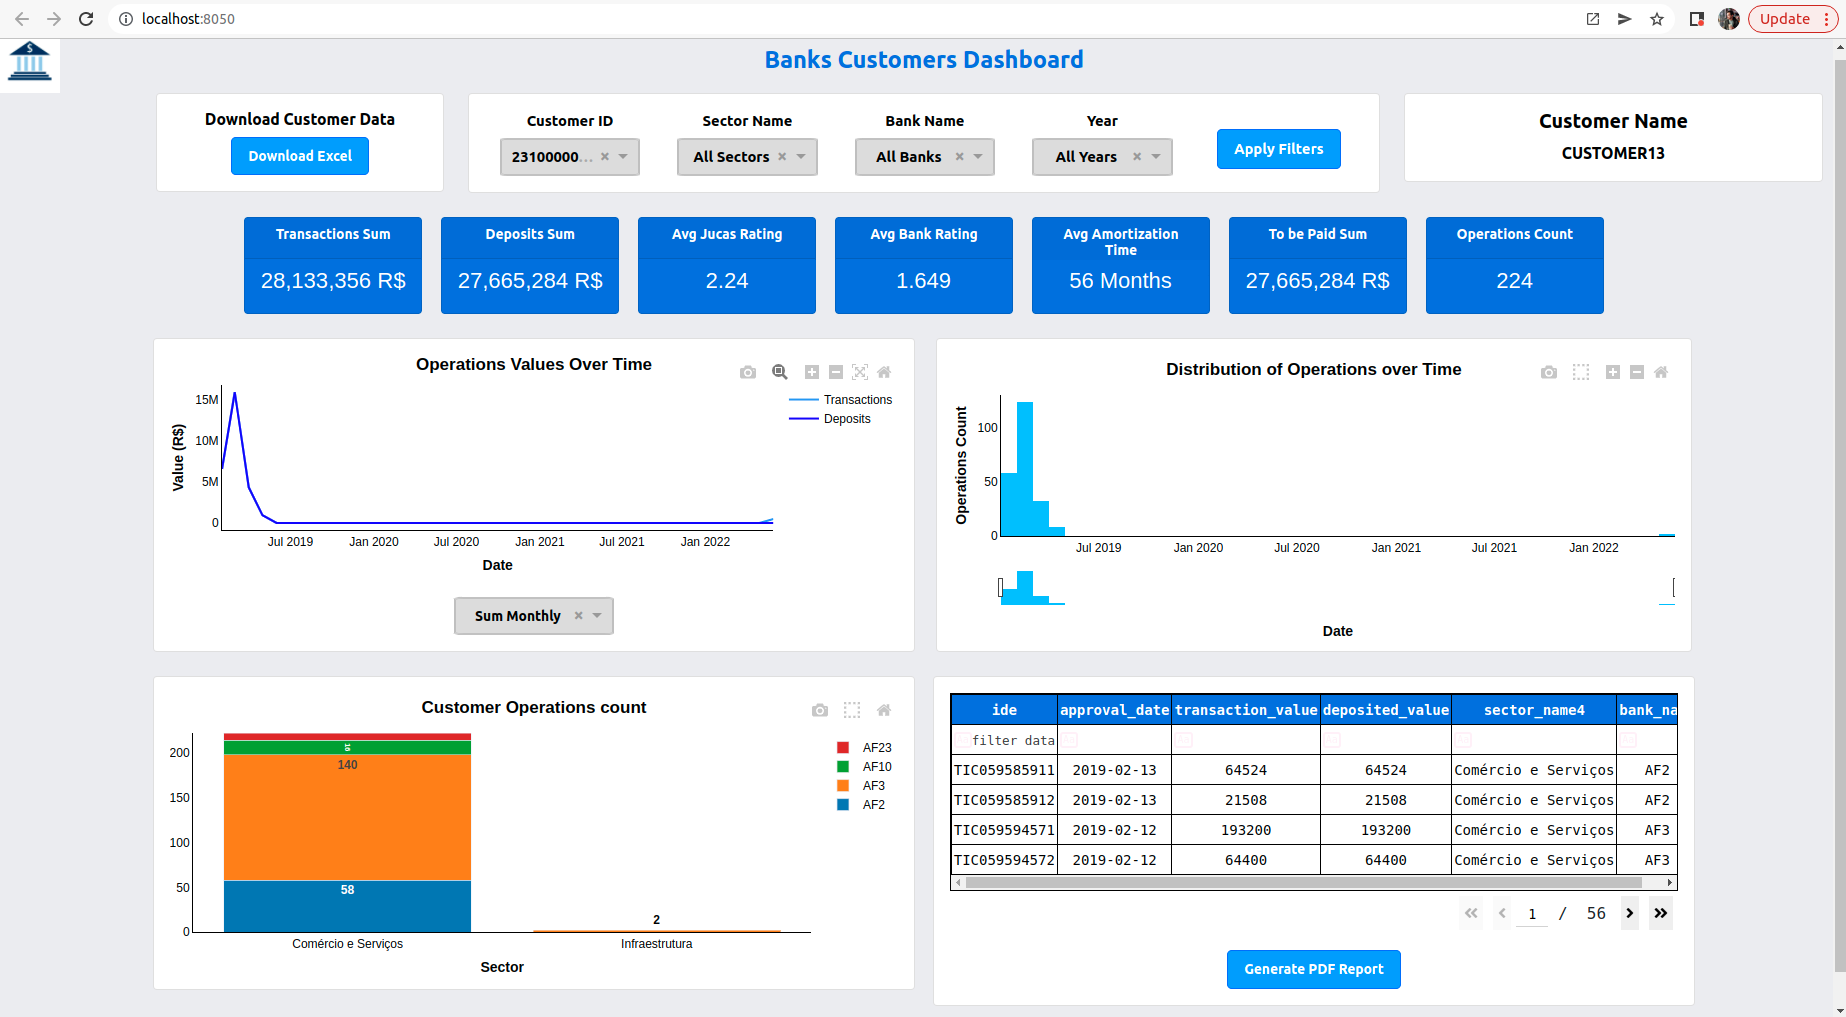 localhost:8050
Update
$
Banks Customers Dashboard
Download Customer Data
Download Excel
Customer ID
Sector Name
Bank Name
Year
23100000...
All Sectors
All Banks
All Years
Apply Filters
Customer Name
CUSTOMER13
Transactions Sum
28,133,356 R$
Deposits Sum
27,665,284 R$
Avg Jucas Rating
2.24
Avg Bank Rating
1.649
Avg Amortization
Time
56 Months
To be Paid Sum
27,665,284 R$
Operations Count
224
Operations Values Over Time
Transactions
Deposits
Value (R$)
15M
10M
5M
0
Jul 2019 Jan 2020 Jul 2020 Jan 2021 Jul 2021 Jan 2022
Date
Sum Monthly
Distribution of Operations over Time
Operations Count
100
50
0
Jul 2019 Jan 2020 Jul 2020 Jan 2021 Jul 2021 Jan 2022
Date
Customer Operations count
AF23
AF10
AF3
AF2
200
150
100
50
0
16
140
58
2
Comércio e Serviços Infraestrutura
Sector
ide approval_date transaction_value deposited_value sector_name4 bank_na
filter data
TIC059585911 2019-02-13 64524 64524 Comércio e Serviços AF2
TIC059585912 2019-02-13 21508 21508 Comércio e Serviços AF2
TIC059594571 2019-02-12 193200 193200 Comércio e Serviços AF3
TIC059594572 2019-02-12 64400 64400 Comércio e Serviços AF3
1 / 56
Generate PDF Report